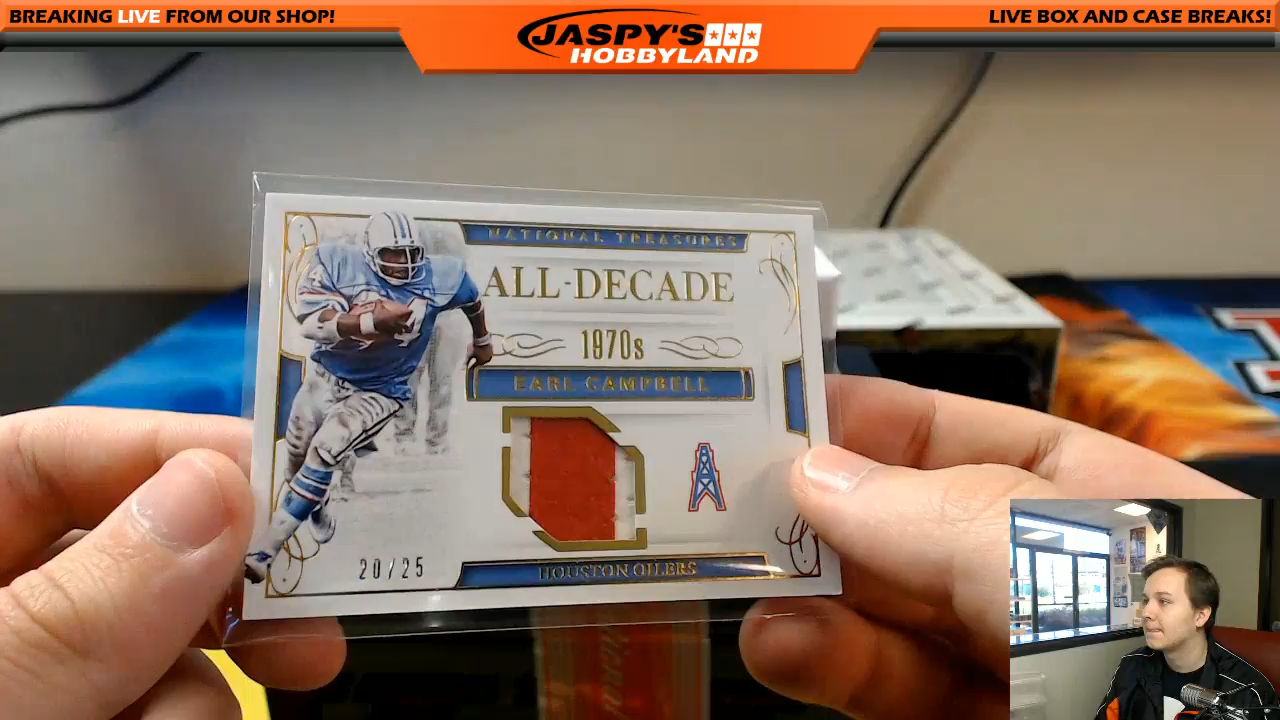 BREAKING LIVE FROM OUR SHOP!
JASPY'S
HOBBYLAND
LIVE BOX AND CASE BREAKS!
NATIONAL TREASURES
ALL-DECADE
1970s
EARL CAMPBELL
20/25
HOUSTON OILERS